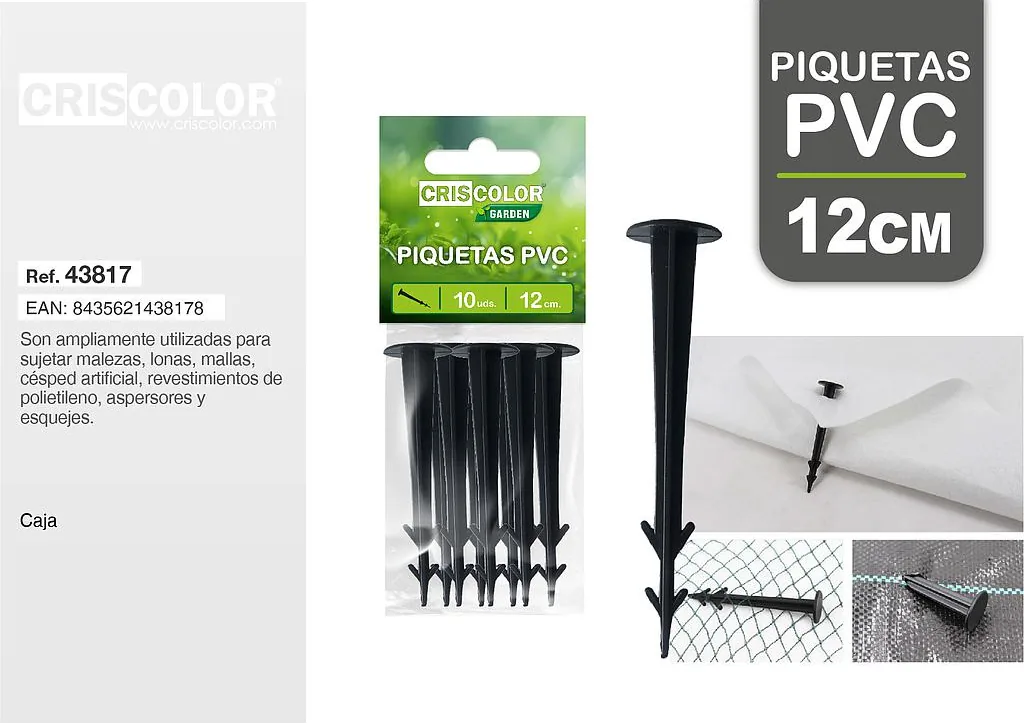 CRISCOLOR
www.criscolor.com
Ref. 43817
EAN: 8435621438178
Son ampliamente utilizadas para
sujetar malezas, lonas, mallas,
césped artificial, revestimientos de
polietileno, aspersores y
esquejes.
Caja
CRISCOLOR
GARDEN
PIQUETAS PVC
10 uds. 12 cm.
PIQUETAS
PVC
12CM